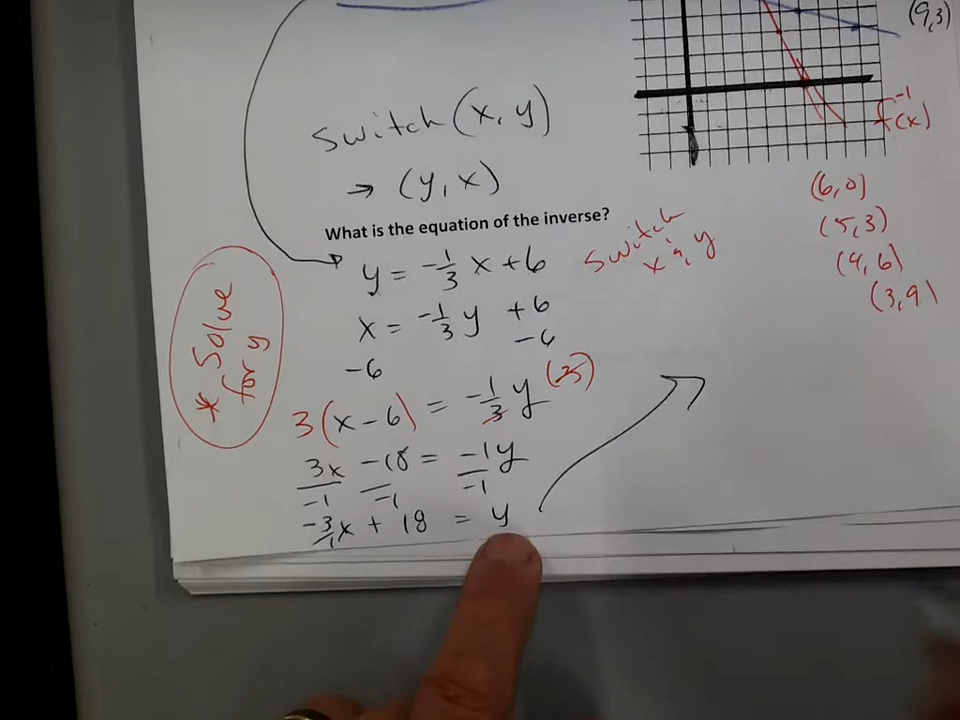 (9,3)
Switch (x, y)
→ (y, x)
f⁻¹(x)
What is the equation of the inverse?
y = -1/3 x + 6
Switch
x
y
x = -1/3 y + 6
-6
(6,0)
(5,3)
(4,6)
(3,9)
* Solve
for y
3(x - 6) = -1/3 y
3x - 18 = -1y
-1 -1 -1
-3/1 x + 18 = y